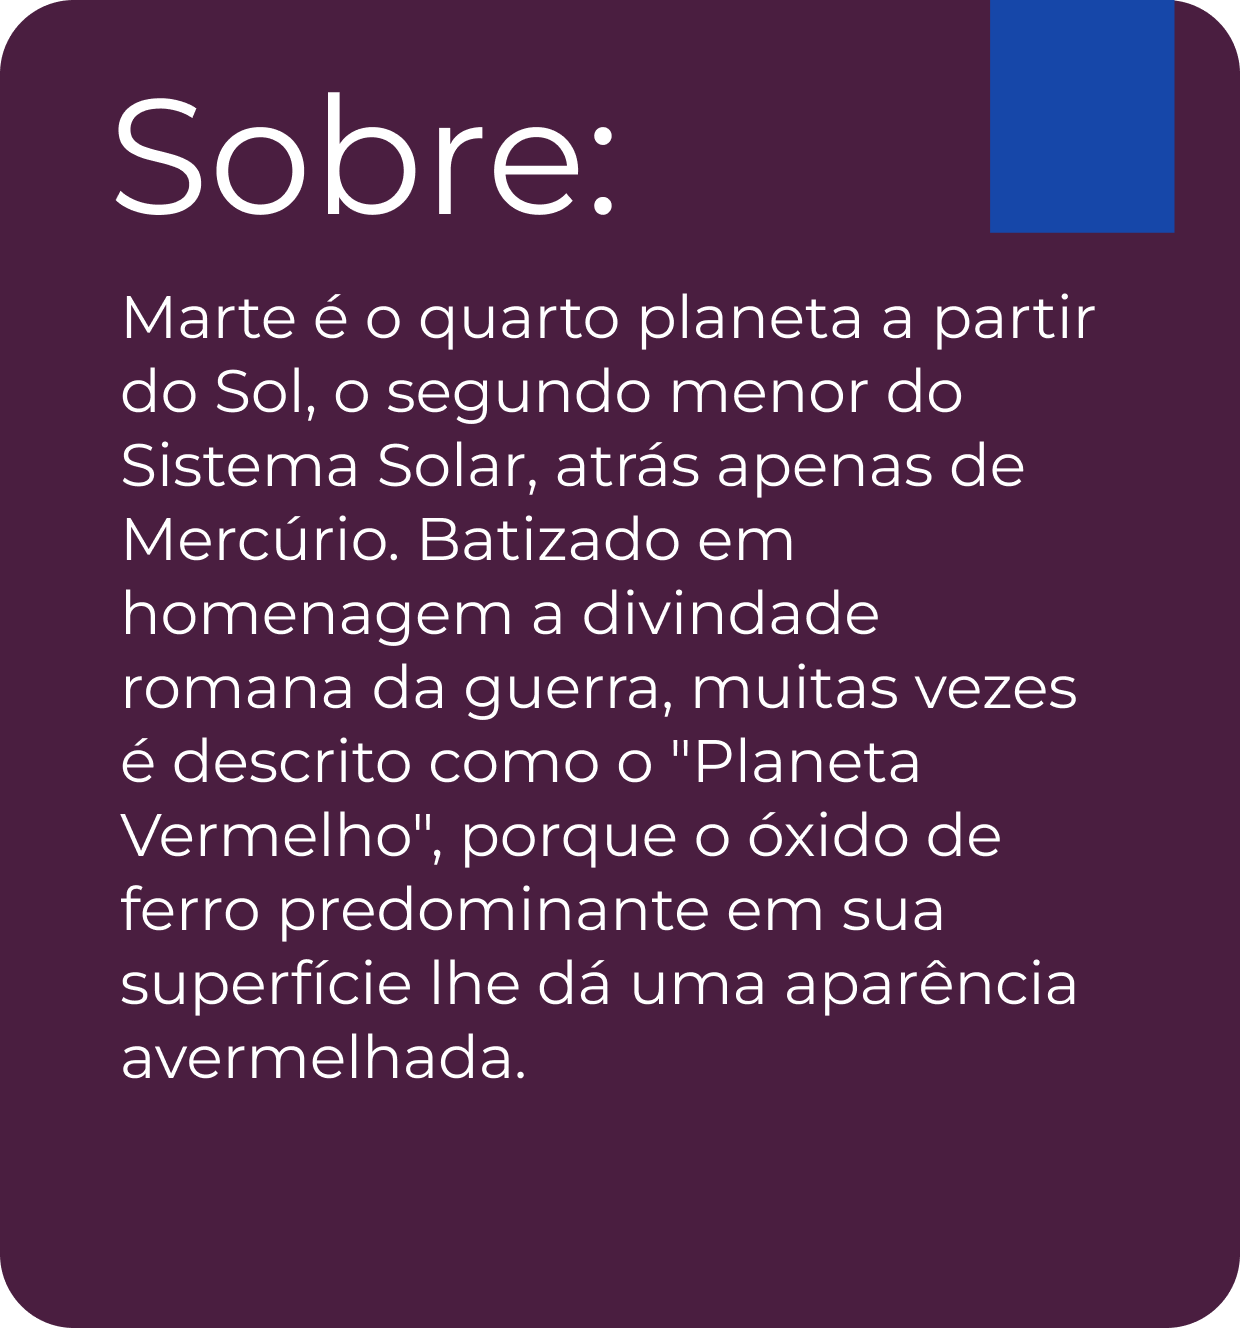 Sobre:
Marte é o quarto planeta a partir
do Sol, o segundo menor do
Sistema Solar, atrás apenas de
Mercúrio. Batizado em
homenagem a divindade
romana da guerra, muitas vezes
é descrito como o "Planeta
Vermelho", porque o óxido de
ferro predominante em sua
superfície lhe dá uma aparência
avermelhada.